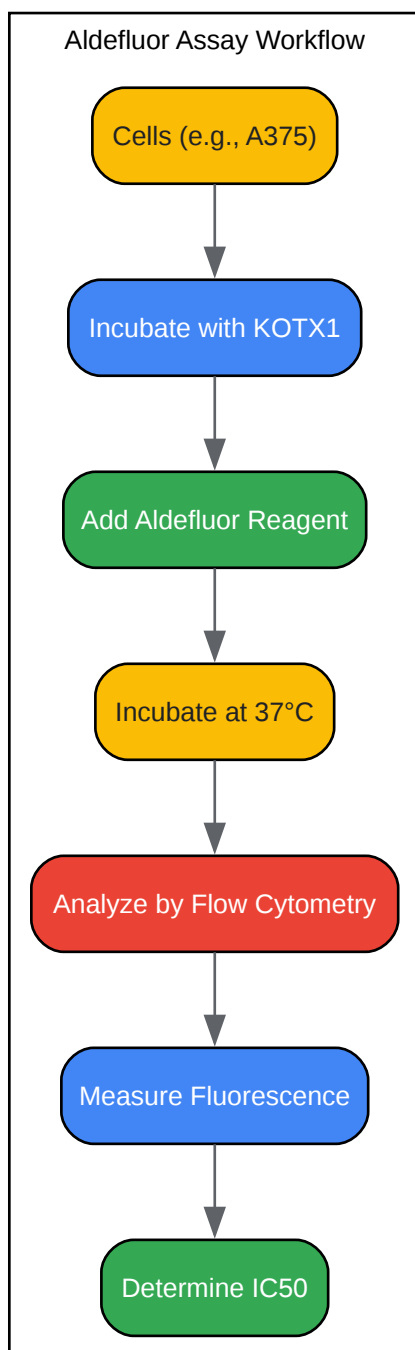 Aldefluor Assay Workflow
Cells (e.g., A375)
Incubate with KOTX1
Add Aldefluor Reagent
Incubate at 37°C
Analyze by Flow Cytometry
Measure Fluorescence
Determine IC50